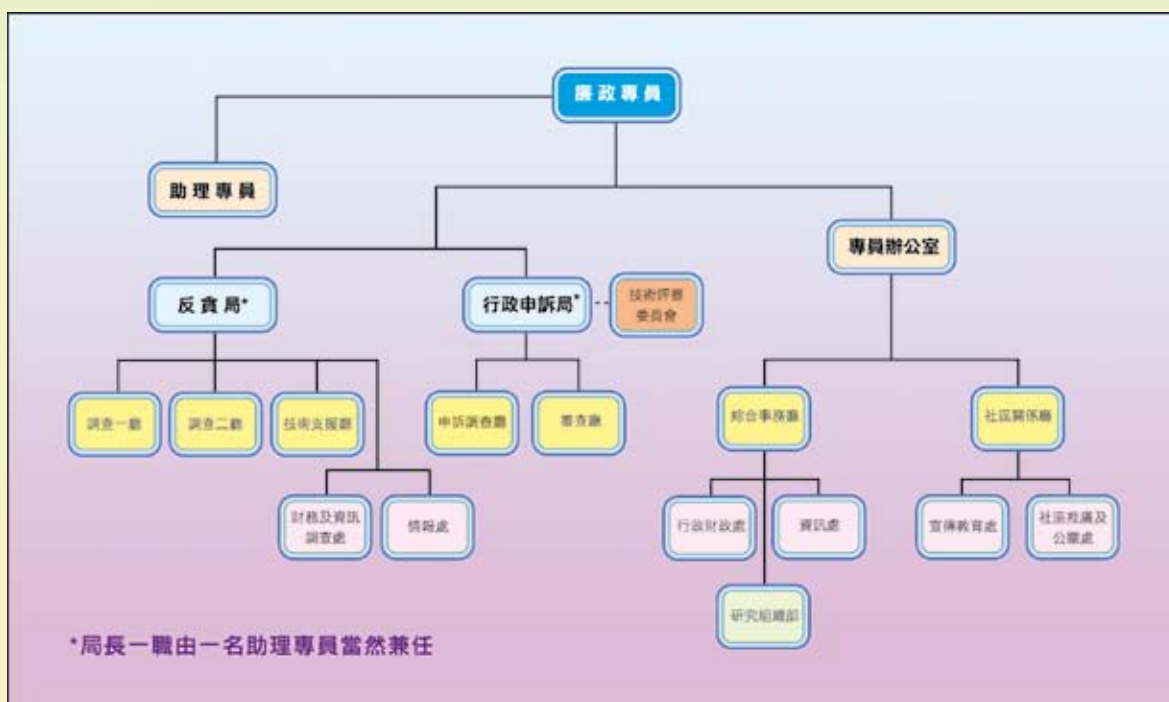 廉政專員
助理專員
專員辦公室
反貪局*
行政申訴局*
技術評審
委員會
調查一廳
調查二廳
技術支援廳
申訴調查廳
審查廳
綜合事務廳
社區關係廳
財務及資訊
調查處
情報處
行政財政處
資訊處
宣傳教育處
社區推廣及
公關處
研究組織部
*局長一職由一名助理專員當然兼任